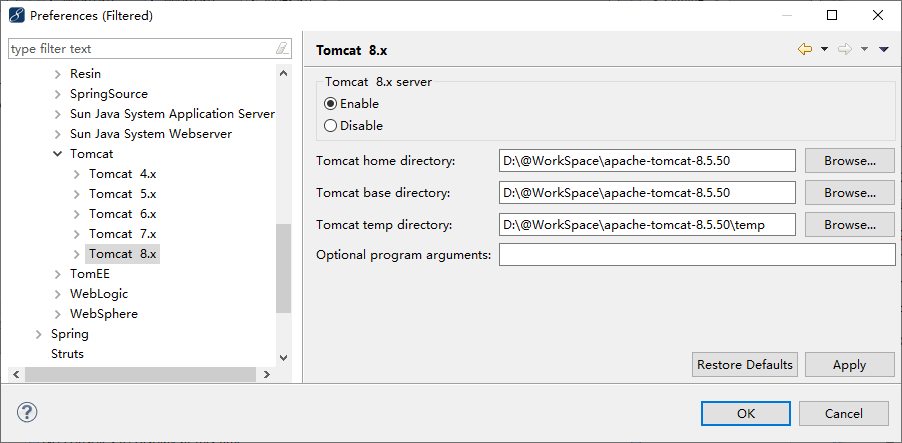 Preferences (Filtered)
type filter text
Resin
SpringSource
Sun Java System Application Server
Sun Java System Webserver
Tomcat
Tomcat 4.x
Tomcat 5.x
Tomcat 6.x
Tomcat 7.x
Tomcat 8.x
TomEE
WebLogic
WebSphere
Spring
Struts
Tomcat 8.x
Tomcat 8.x server
Enable
Disable
Tomcat home directory: D:\@WorkSpace\apache-tomcat-8.5.50 Browse...
Tomcat base directory: D:\@WorkSpace\apache-tomcat-8.5.50 Browse...
Tomcat temp directory: D:\@WorkSpace\apache-tomcat-8.5.50\temp Browse...
Optional program arguments:
Restore Defaults Apply
OK Cancel